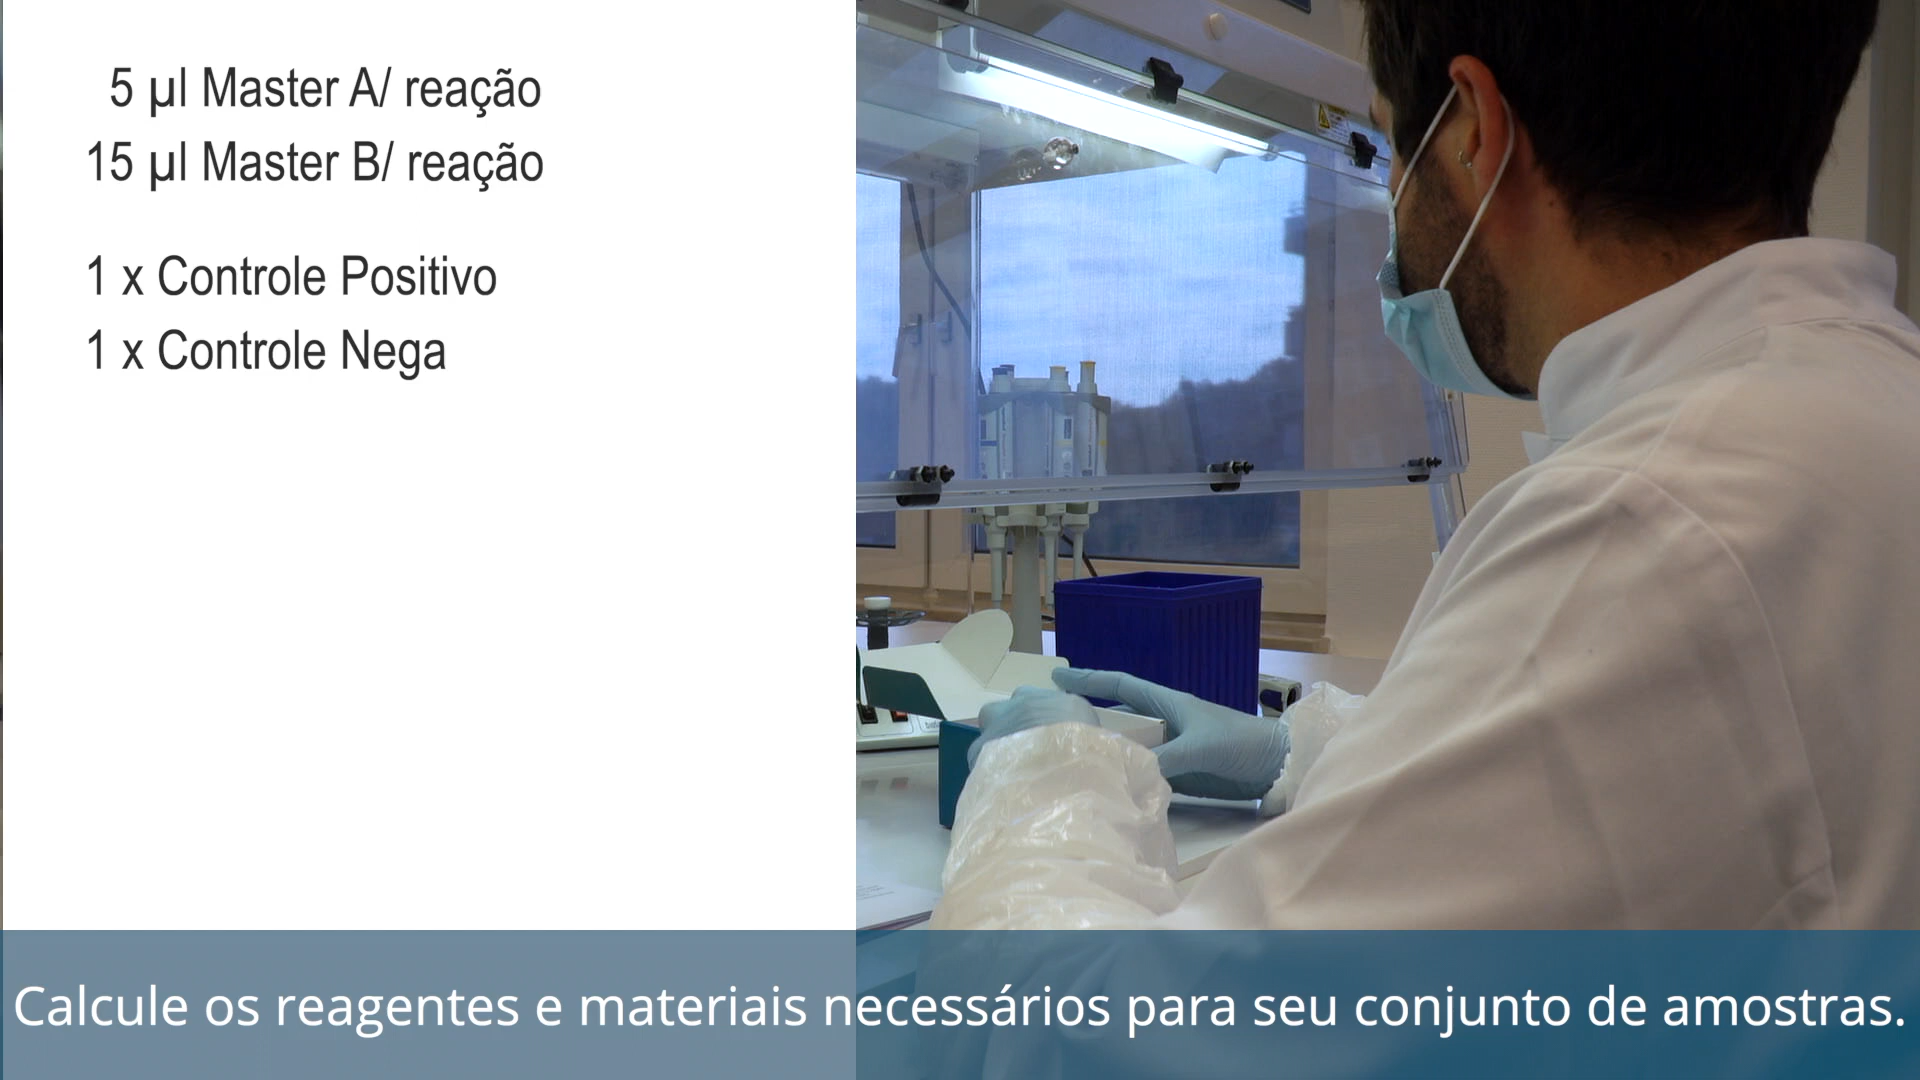 5 µl Master A/ reação
15 µl Master B/ reação
1 x Controle Positivo
1 x Controle Nega
Calcule os reagentes e materiais necessários para seu conjunto de amostras.